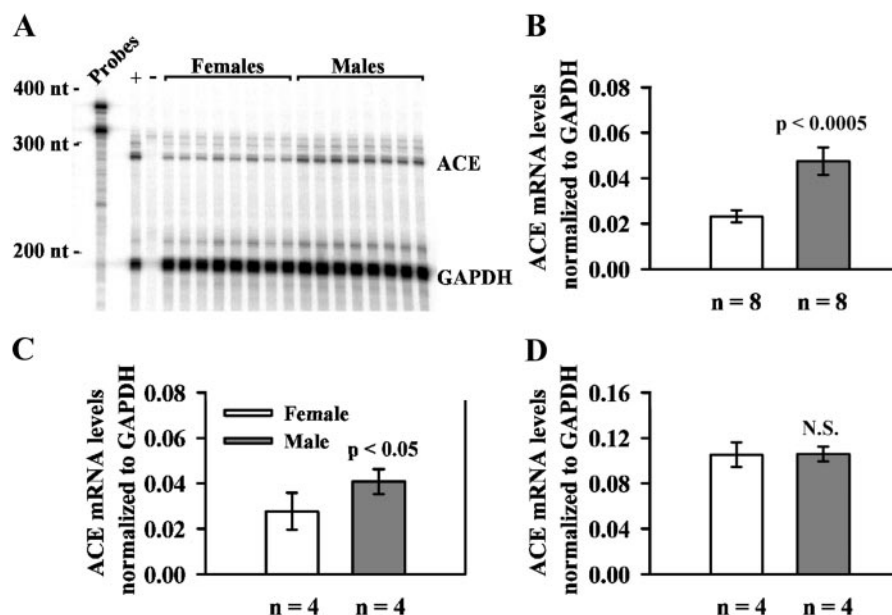 A
Probes
+ -
Females
Males
400 nt -
300 nt -
200 nt -
ACE
GAPDH
B
ACE mRNA levels
normalized to GAPDH
0.08
0.06
0.04
0.02
0.00
p < 0.0005
n = 8 n = 8
C
ACE mRNA levels
normalized to GAPDH
0.08
0.06
0.04
0.02
0.00
Female
Male
p < 0.05
n = 4 n = 4
D
ACE mRNA levels
normalized to GAPDH
0.16
0.12
0.08
0.04
0.00
N.S.
n = 4 n = 4